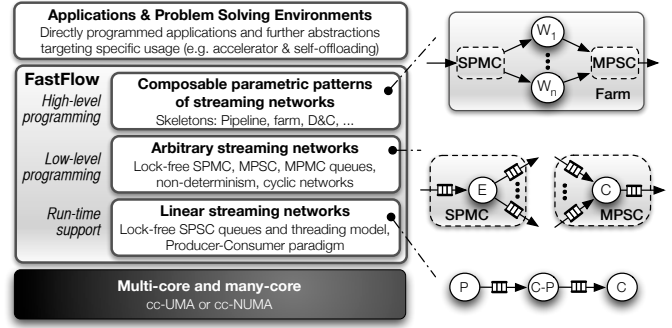 Applications & Problem Solving Environments
Directly programmed applications and further abstractions
targeting specific usage (e.g. accelerator & self-offloading)
FastFlow
High-level
programming
Composable parametric patterns
of streaming networks
Skeletons: Pipeline, farm, D&C, ...
Low-level
programming
Arbitrary streaming networks
Lock-free SPMC, MPSC, MPMC queues,
non-determinism, cyclic networks
Run-time
support
Linear streaming networks
Lock-free SPSC queues and threading model,
Producer-Consumer paradigm
Multi-core and many-core
cc-UMA or cc-NUMA
W1
SPMC
MPSC
Wn
Farm
E
SPMC
C
MPSC
P
C-P
C